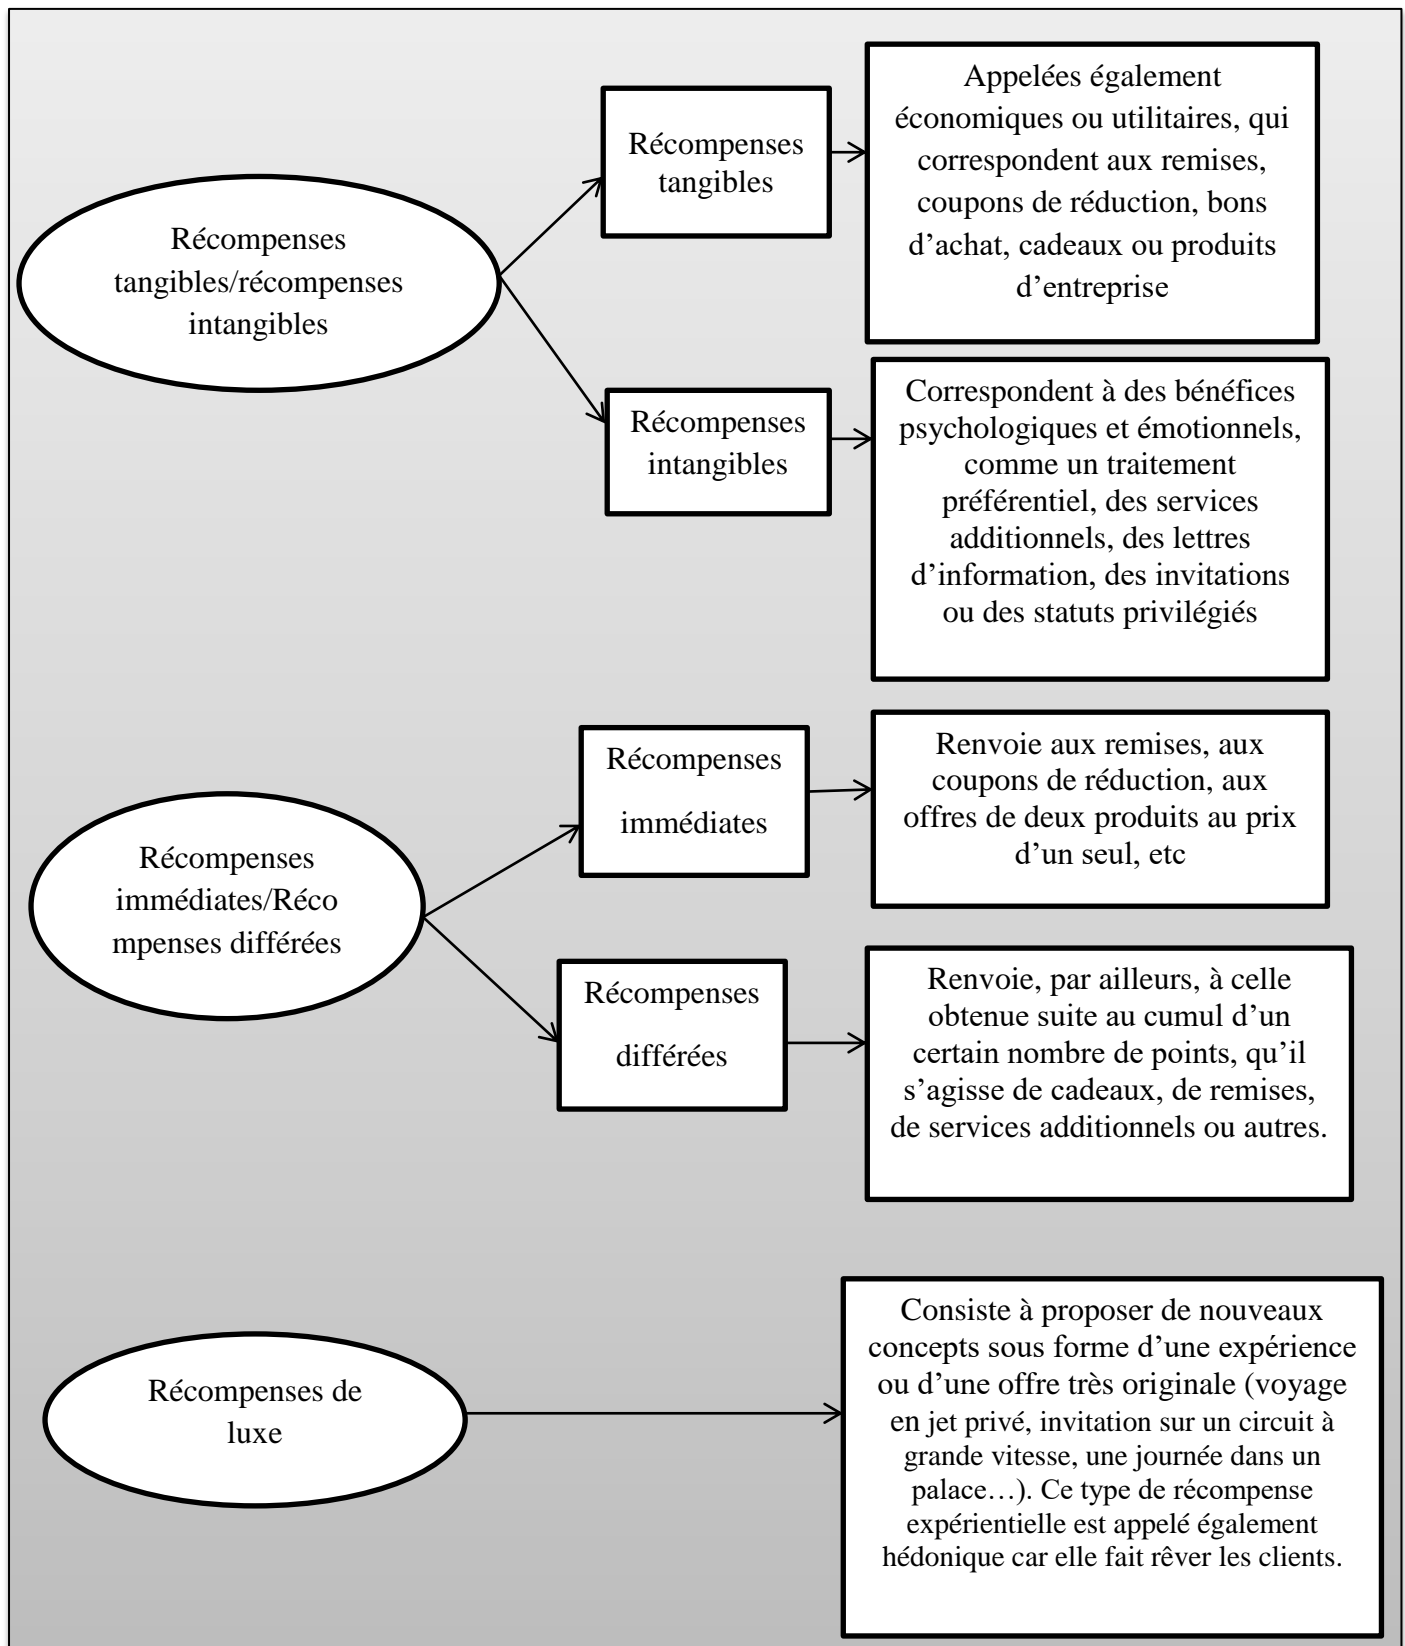 Récompenses
tangibles/récompenses
intangibles
Récompenses
tangibles
Appelées également
économiques ou utilitaires, qui
correspondent aux remises,
coupons de réduction, bons
d’achat, cadeaux ou produits
d’entreprise
Récompenses
intangibles
Correspondent à des bénéfices
psychologiques et émotionnels,
comme un traitement
préférentiel, des services
additionnels, des lettres
d’information, des invitations
ou des statuts privilégiés
Récompenses
immédiates/Réco
mpenses différées
Récompenses
immédiates
Renvoie aux remises, aux
coupons de réduction, aux
offres de deux produits au prix
d’un seul, etc
Récompenses
différées
Renvoie, par ailleurs, à celle
obtenue suite au cumul d’un
certain nombre de points, qu’il
s’agisse de cadeaux, de remises,
de services additionnels ou autres.
Récompenses de
luxe
Consiste à proposer de nouveaux
concepts sous forme d’une expérience
ou d’une offre très originale (voyage
en jet privé, invitation sur un circuit à
grande vitesse, une journée dans un
palace…). Ce type de récompense
expérientielle est appelé également
hédonique car elle fait rêver les clients.